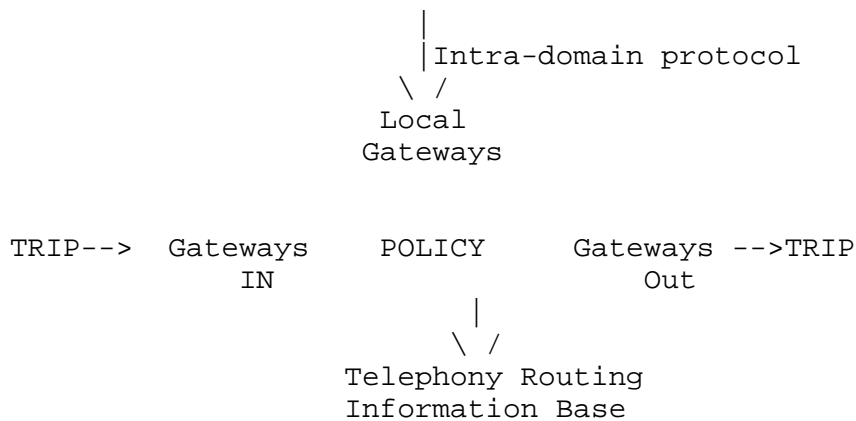 |
|Intra-domain protocol
\ /
Local
Gateways
TRIP--> Gateways POLICY Gateways -->TRIP
IN Out
|
\ /
Telephony Routing
Information Base